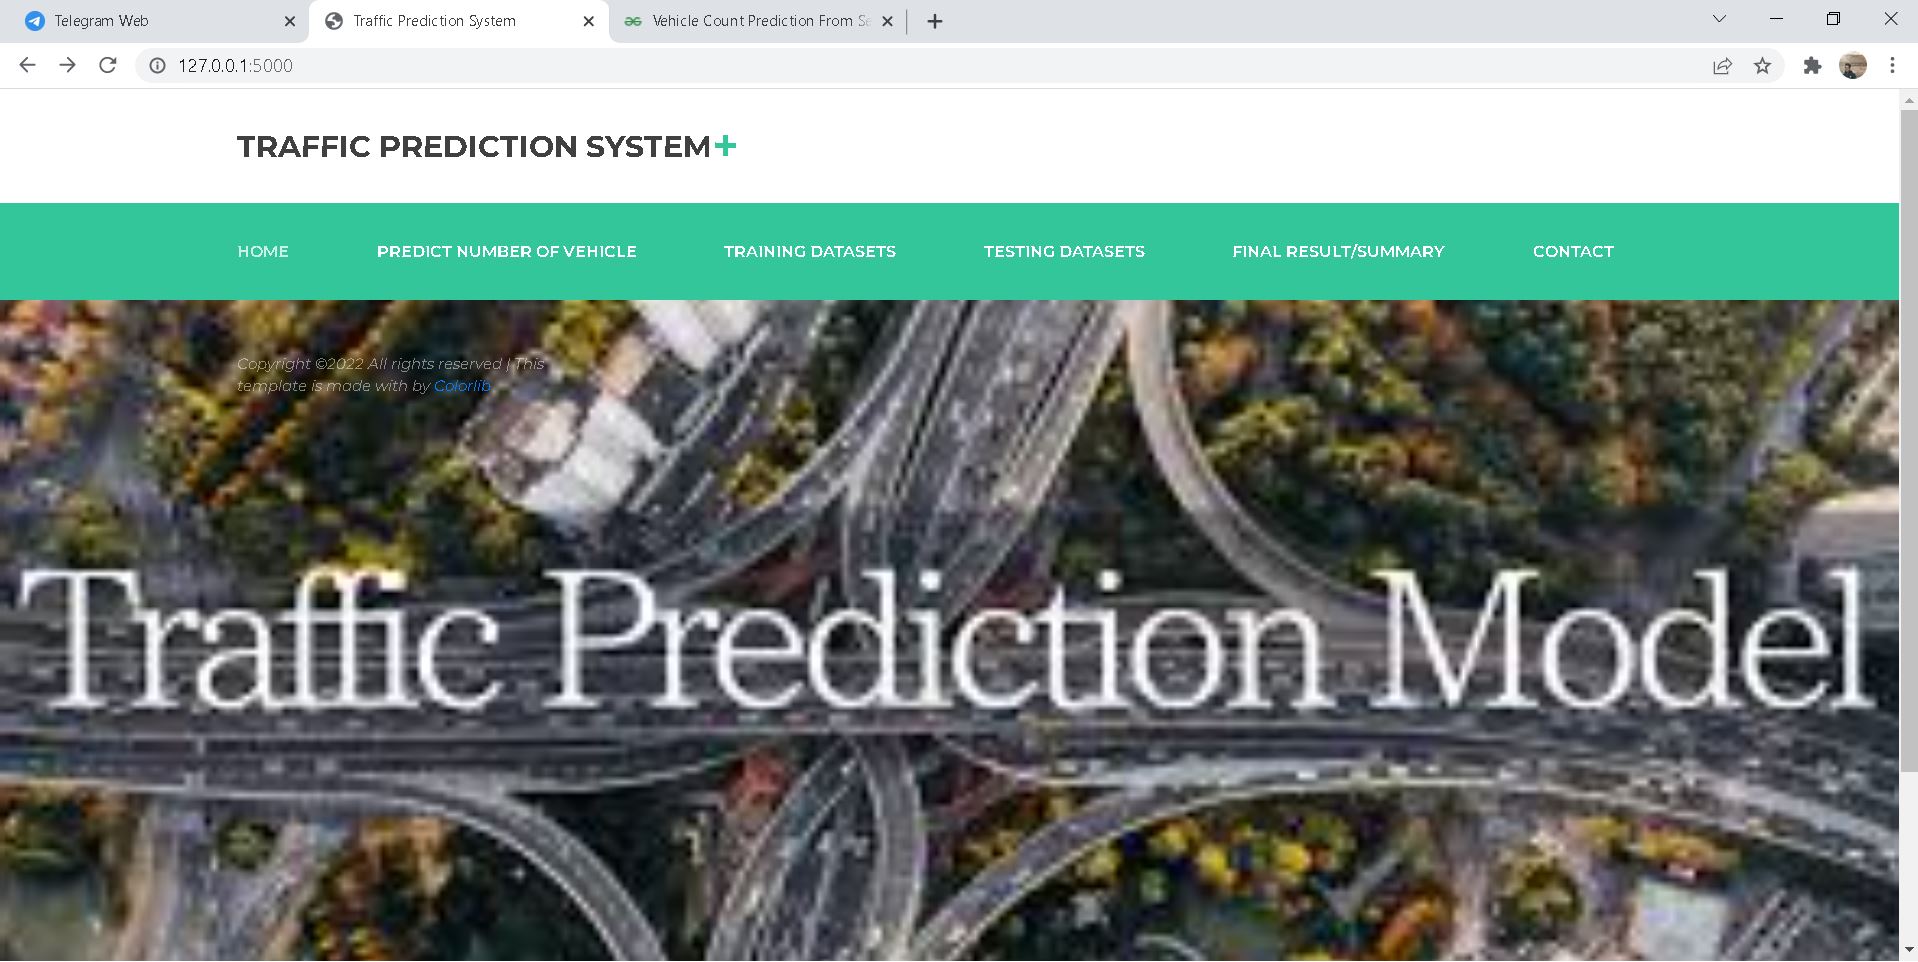 Telegram Web
Traffic Prediction System
Vehicle Count Prediction From Se
127.0.0.1:5000
TRAFFIC PREDICTION SYSTEM+
HOME PREDICT NUMBER OF VEHICLE TRAINING DATASETS TESTING DATASETS FINAL RESULT/SUMMARY CONTACT
Copyright ©2022 All rights reserved | This
template is made with by Colorlib
Traffic Prediction Model